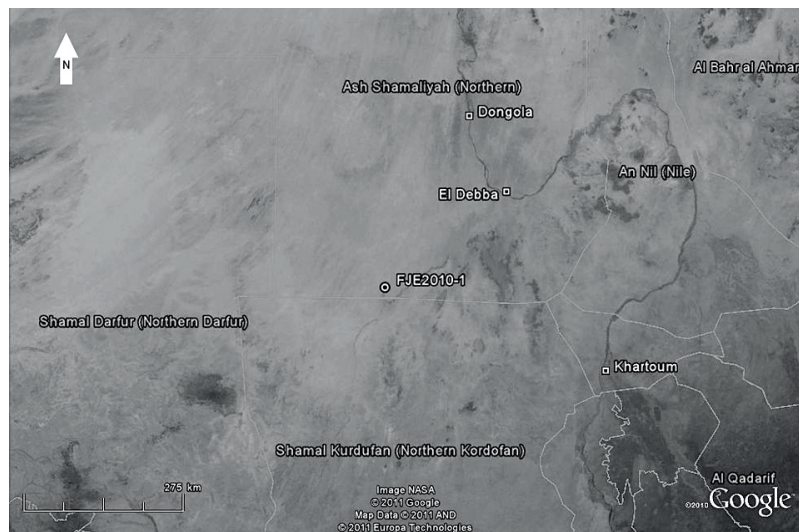 N
Al Bahr al Ahmar
Ash Shamaliyah (Northern)
Dongola
An Nil (Nile)
El Debba
FJE2010-1
Shamal Darfur (Northern Darfur)
Khartoum
Shamal Kurdufan (Northern Kordofan)
Al Qadarif
275 km
Image NASA
© 2011 Google
Map Data © 2011 AND
© 2011 Europa Technologies
©2010 Google